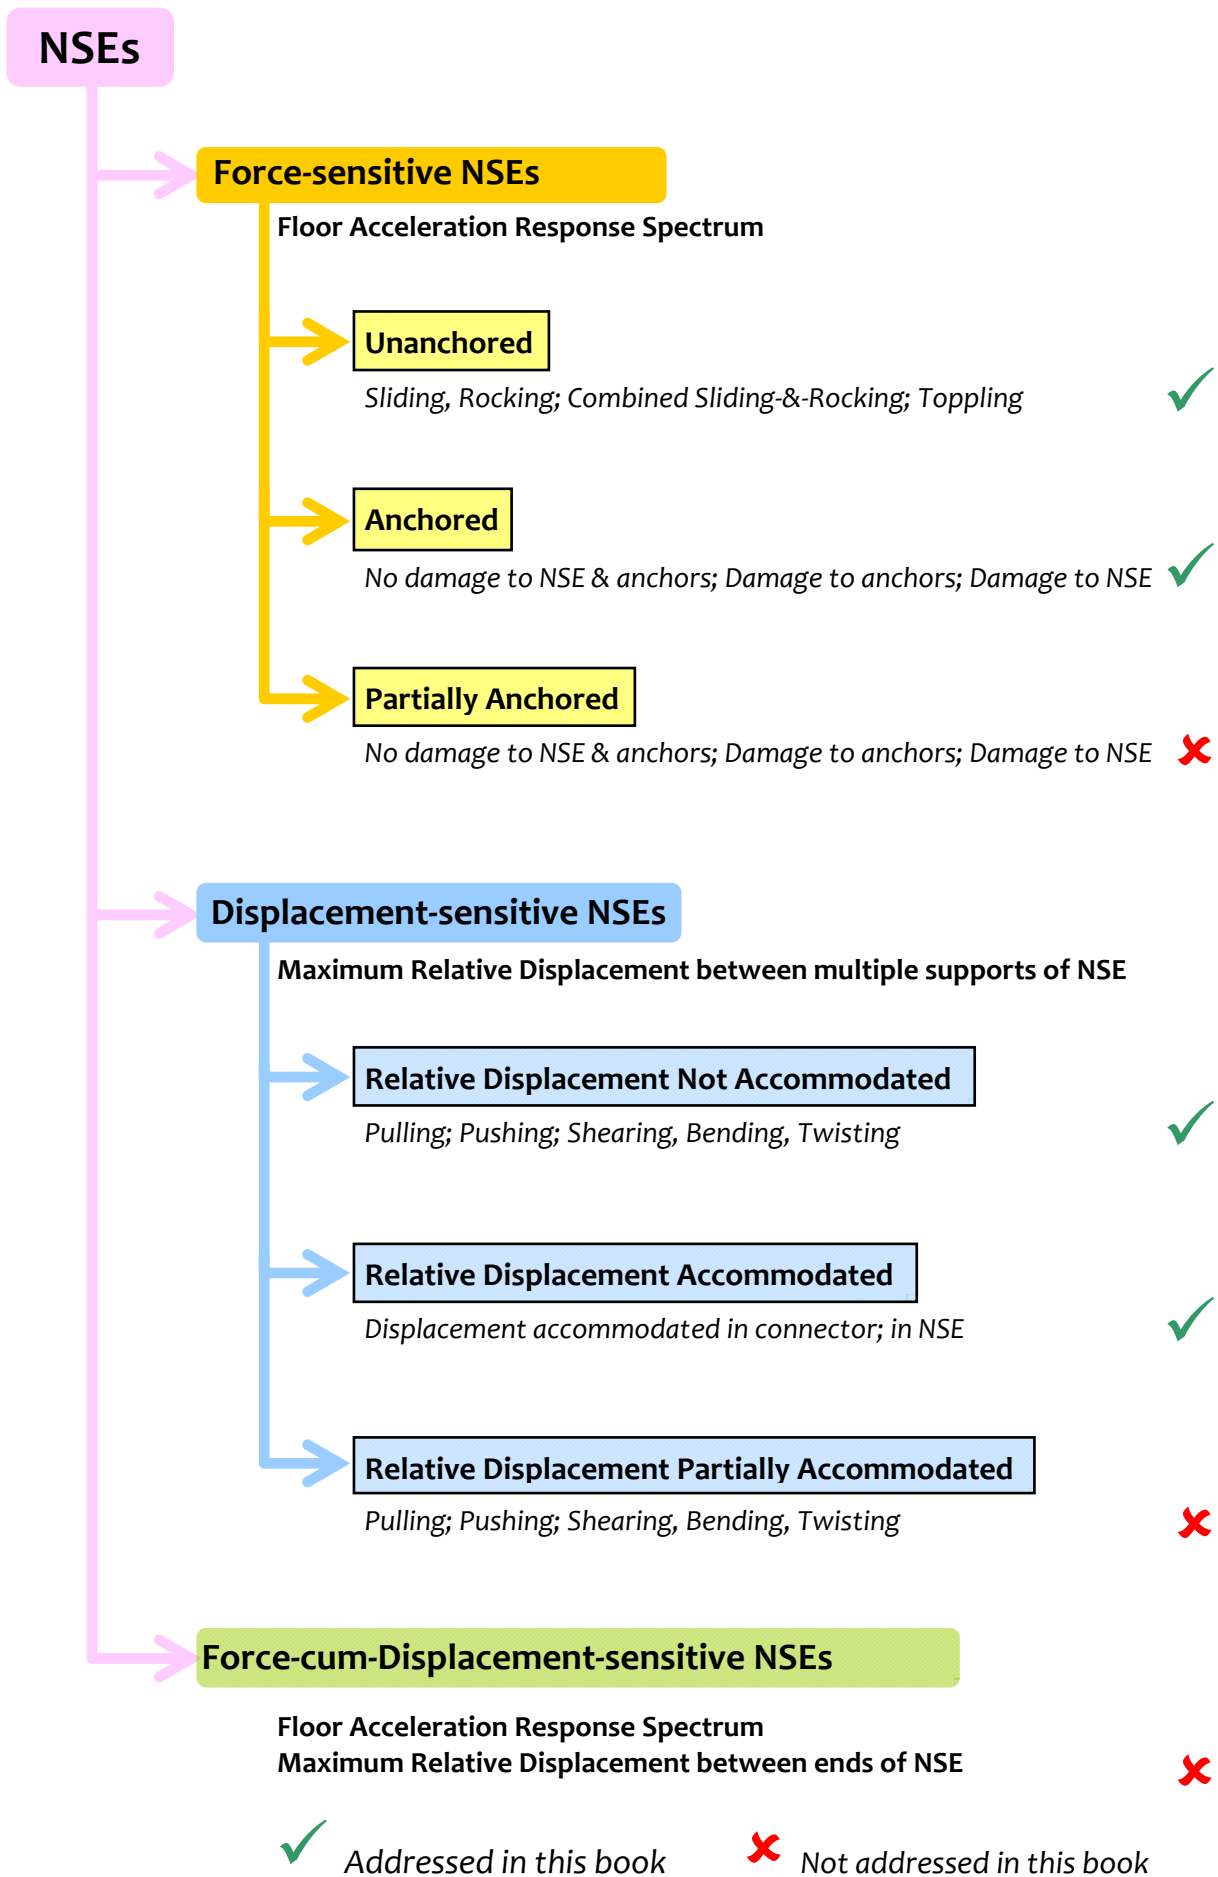 NSEs
Force-sensitive NSEs
Floor Acceleration Response Spectrum
Unanchored
Sliding, Rocking; Combined Sliding-&-Rocking; Toppling
Anchored
No damage to NSE & anchors; Damage to anchors; Damage to NSE
Partially Anchored
No damage to NSE & anchors; Damage to anchors; Damage to NSE
Displacement-sensitive NSEs
Maximum Relative Displacement between multiple supports of NSE
Relative Displacement Not Accommodated
Pulling; Pushing; Shearing, Bending, Twisting
Relative Displacement Accommodated
Displacement accommodated in connector; in NSE
Relative Displacement Partially Accommodated
Pulling; Pushing; Shearing, Bending, Twisting
Force-cum-Displacement-sensitive NSEs
Floor Acceleration Response Spectrum
Maximum Relative Displacement between ends of NSE
Addressed in this book Not addressed in this book